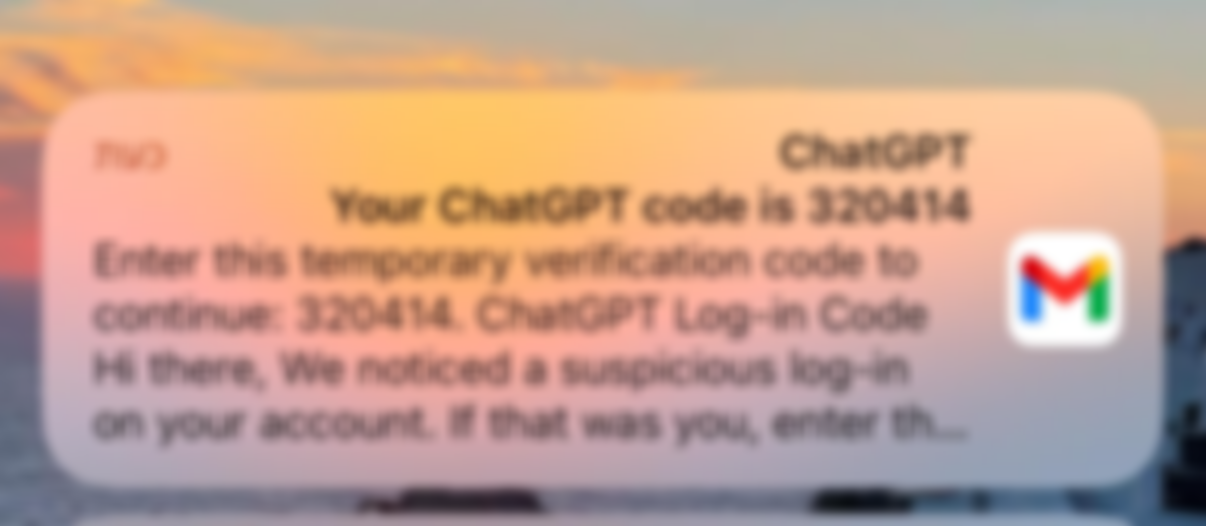 ChatGPT
כעת
Your ChatGPT code is 320414
Enter this temporary verification code to
continue: 320414. ChatGPT Log-in Code
Hi there, We noticed a suspicious log-in
on your account. If that was you, enter th...